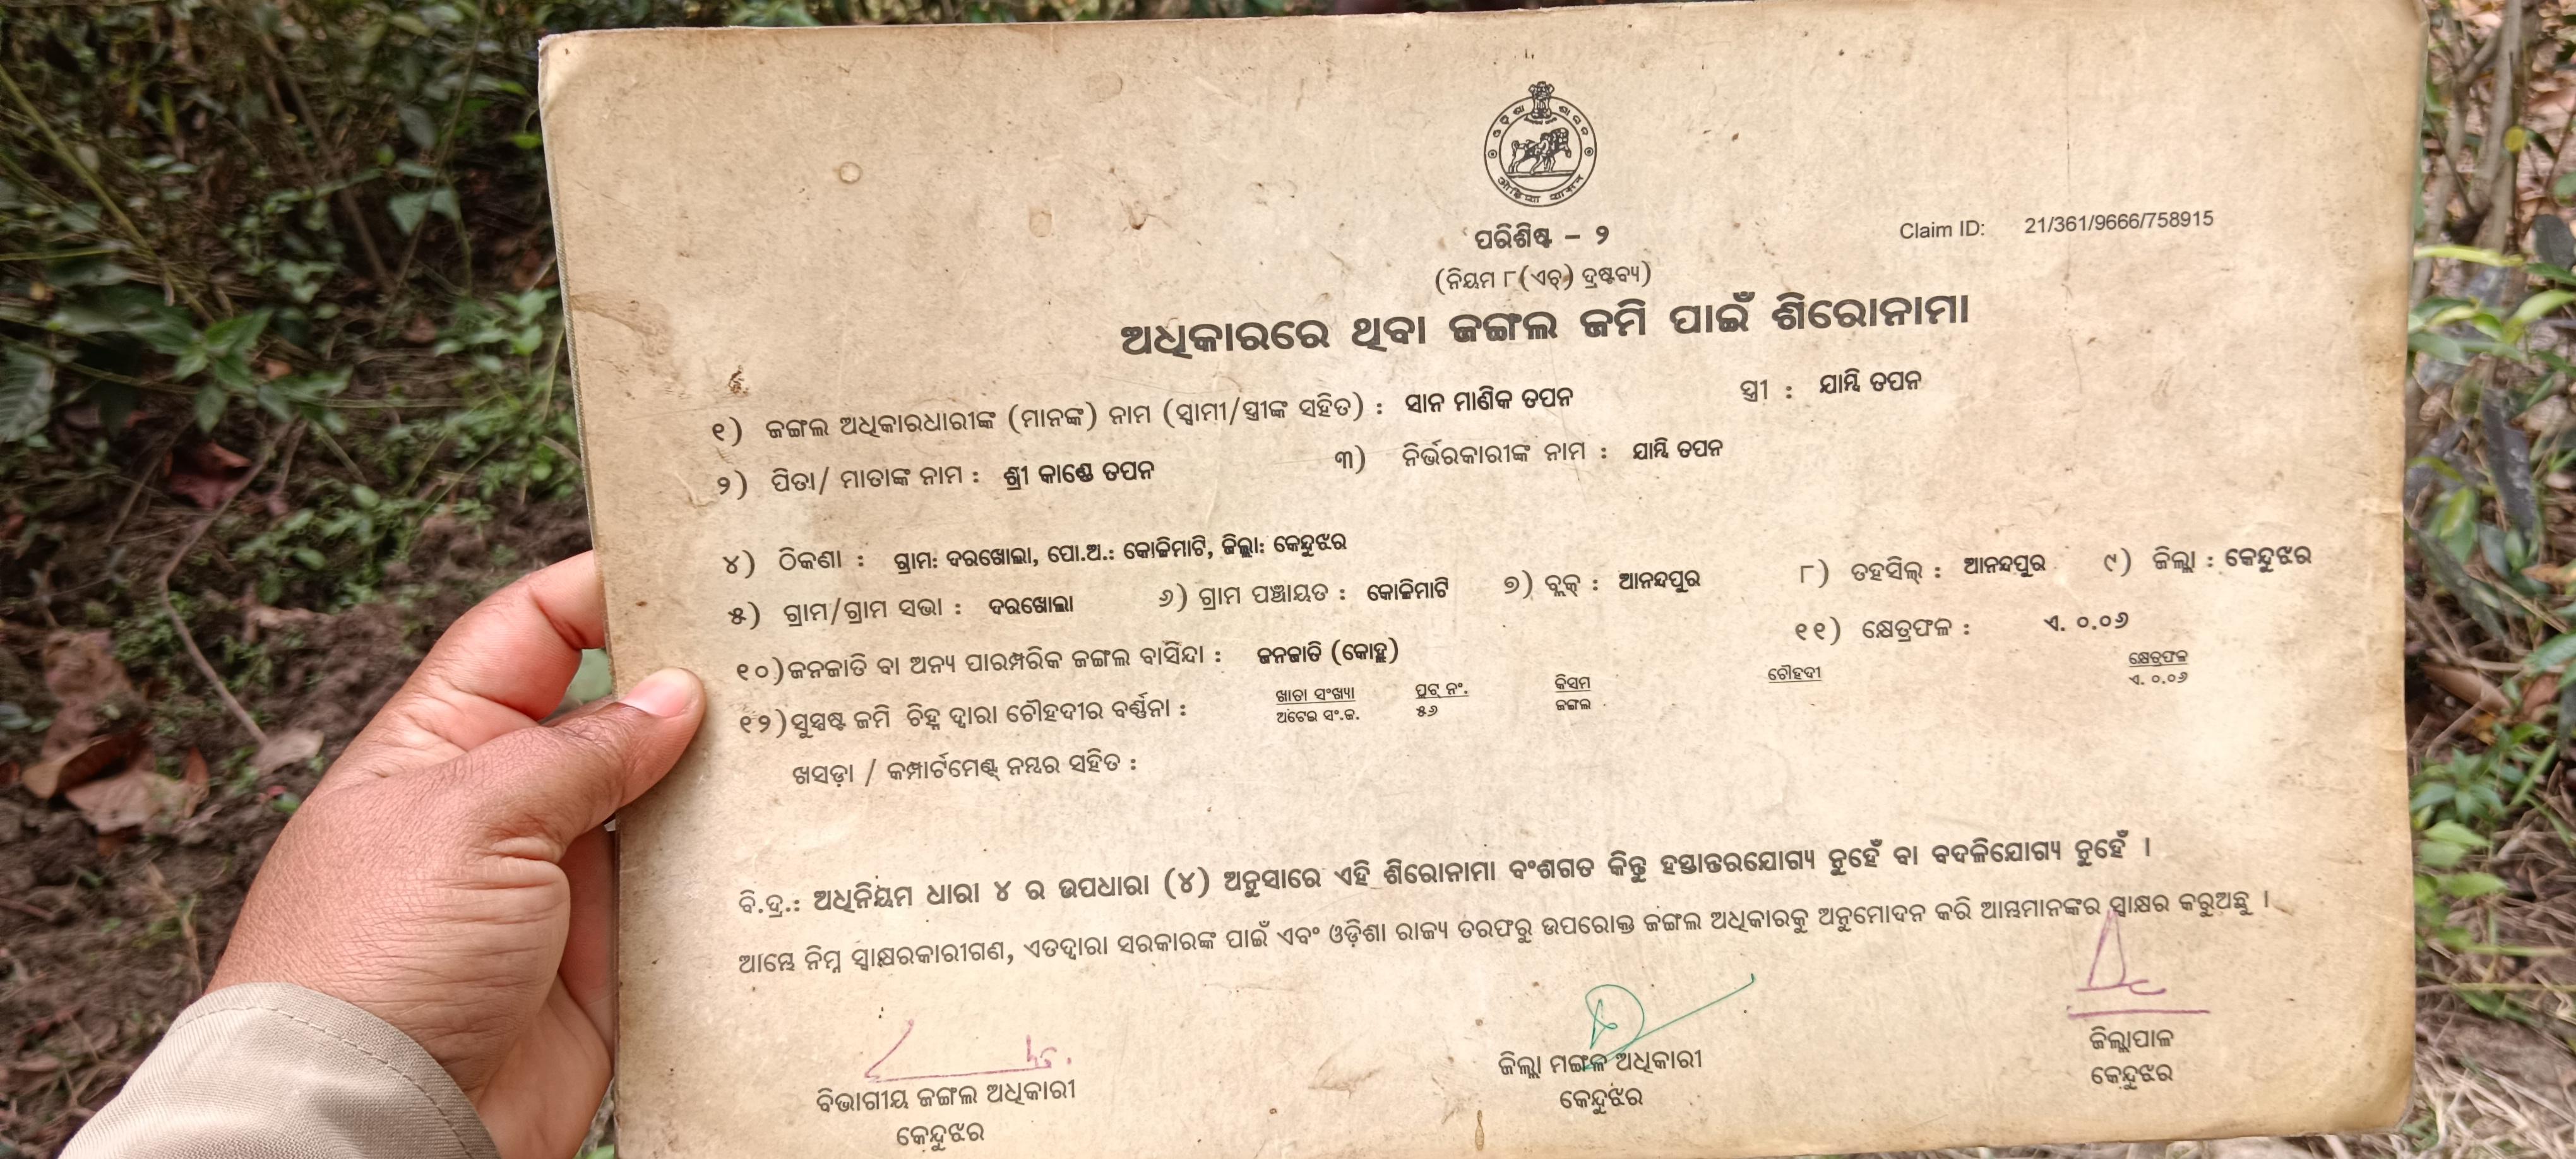 ଓଡ଼ିଶା ଶାସନ
ପରିଶିଷ୍ଟ – ୨
Claim ID: 21/361/9666/758915
(ନିୟମ ୮(ଏଚ୍) ଦ୍ରଷ୍ଟବ୍ୟ)
ଅଧିକାରରେ ଥିବା ଜଙ୍ଗଲ ଜମି ପାଇଁ ଶିରୋନାମା
୧) ଜଙ୍ଗଲ ଅଧିକାରଧାରୀଙ୍କ (ମାନଙ୍କ) ନାମ (ସ୍ୱାମୀ/ସ୍ତ୍ରୀଙ୍କ ସହିତ) : ସାନ ମାଣିକ ତପନ ସ୍ତ୍ରୀ : ଯାମ୍ବି ତପନ
୨) ପିତା/ ମାତାଙ୍କ ନାମ : ଶ୍ରୀ କାଣ୍ଡେ ତପନ ୩) ନିର୍ଭରକାରୀଙ୍କ ନାମ : ଯାମ୍ବି ତପନ
୪) ଠିକଣା : ଗ୍ରାମ: ଦରଖୋଲା, ପୋ.ଅ.: କୋଳିମାଟି, ଜିଲ୍ଲା: କେନ୍ଦୁଝର
୫) ଗ୍ରାମ/ଗ୍ରାମ ସଭା : ଦରଖୋଲା ୬) ଗ୍ରାମ ପଞ୍ଚାୟତ : କୋଳିମାଟି ୭) ବ୍ଲକ୍ : ଆନନ୍ଦପୁର ୮) ତହସିଲ୍ : ଆନନ୍ଦପୁର ୯) ଜିଲ୍ଲା : କେନ୍ଦୁଝର
୧୦) ଜନଜାତି ବା ଅନ୍ୟ ପାରମ୍ପରିକ ଜଙ୍ଗଲ ବାସିନ୍ଦା : ଜନଜାତି (କୋହ୍ଲ) ୧୧) କ୍ଷେତ୍ରଫଳ : ଏ. ୦.୦୬
୧୨) ସୁସ୍ପଷ୍ଟ ଜମି ଚିହ୍ନ ଦ୍ୱାରା ଚୌହଦୀର ବର୍ଣ୍ଣନା : ଖାତା ସଂଖ୍ୟା ପ୍ଲଟ୍ ନଂ. କିସମ ଚୌହଦୀ କ୍ଷେତ୍ରଫଳ
ଅଟେଇ ସଂ.ଜ. ୫୬ ଜଙ୍ଗଲ ଏ. ୦.୦୬
ଖସଡ଼ା / କମ୍ପାର୍ଟମେଣ୍ଟ୍ ନମ୍ବର ସହିତ :
ବି.ଦ୍ର.: ଅଧିନିୟମ ଧାରା ୪ ର ଉପଧାରା (୪) ଅନୁସାରେ ଏହି ଶିରୋନାମା ବଂଶଗତ କିନ୍ତୁ ହସ୍ତାନ୍ତରଯୋଗ୍ୟ ନୁହେଁ ବା ବଦଳିଯୋଗ୍ୟ ନୁହେଁ ।
ଆମ୍ଭେ ନିମ୍ନ ସ୍ୱାକ୍ଷରକାରୀଗଣ, ଏତଦ୍ୱାରା ସରକାରଙ୍କ ପାଇଁ ଏବଂ ଓଡ଼ିଶା ରାଜ୍ୟ ତରଫରୁ ଉପରୋକ୍ତ ଜଙ୍ଗଲ ଅଧିକାରକୁ ଅନୁମୋଦନ କରି ଆମ୍ଭମାନଙ୍କର ସ୍ୱାକ୍ଷର କରୁଅଛୁ ।
ବିଭାଗୀୟ ଜଙ୍ଗଲ ଅଧିକାରୀ
କେନ୍ଦୁଝର
ଜିଲ୍ଲା ମଙ୍ଗଳ ଅଧିକାରୀ
କେନ୍ଦୁଝର
ଜିଲ୍ଲାପାଳ
କେନ୍ଦୁଝର